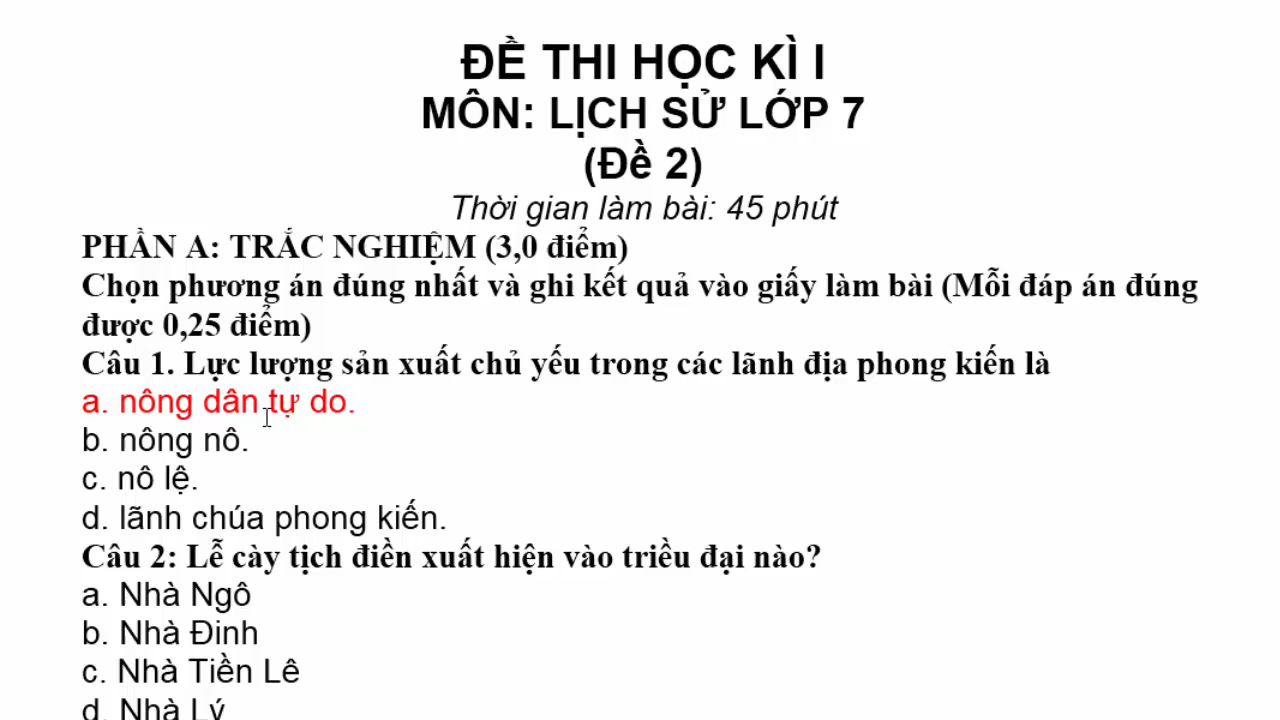 ĐỀ THI HỌC KÌ I
MÔN: LỊCH SỬ LỚP 7
(Đề 2)
Thời gian làm bài: 45 phút
PHẦN A: TRẮC NGHIỆM (3,0 điểm)
Chọn phương án đúng nhất và ghi kết quả vào giấy làm bài (Mỗi đáp án đúng
được 0,25 điểm)
Câu 1. Lực lượng sản xuất chủ yếu trong các lãnh địa phong kiến là
a. nông dân tự do.
b. nông nô.
c. nô lệ.
d. lãnh chúa phong kiến.
Câu 2: Lễ cày tịch điền xuất hiện vào triều đại nào?
a. Nhà Ngô
b. Nhà Đinh
c. Nhà Tiền Lê
d. Nhà Lý